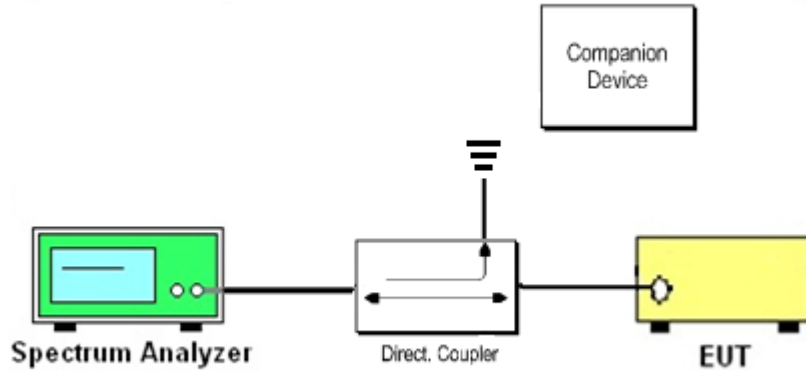 Companion
Device
Spectrum Analyzer
Direct. Coupler
EUT